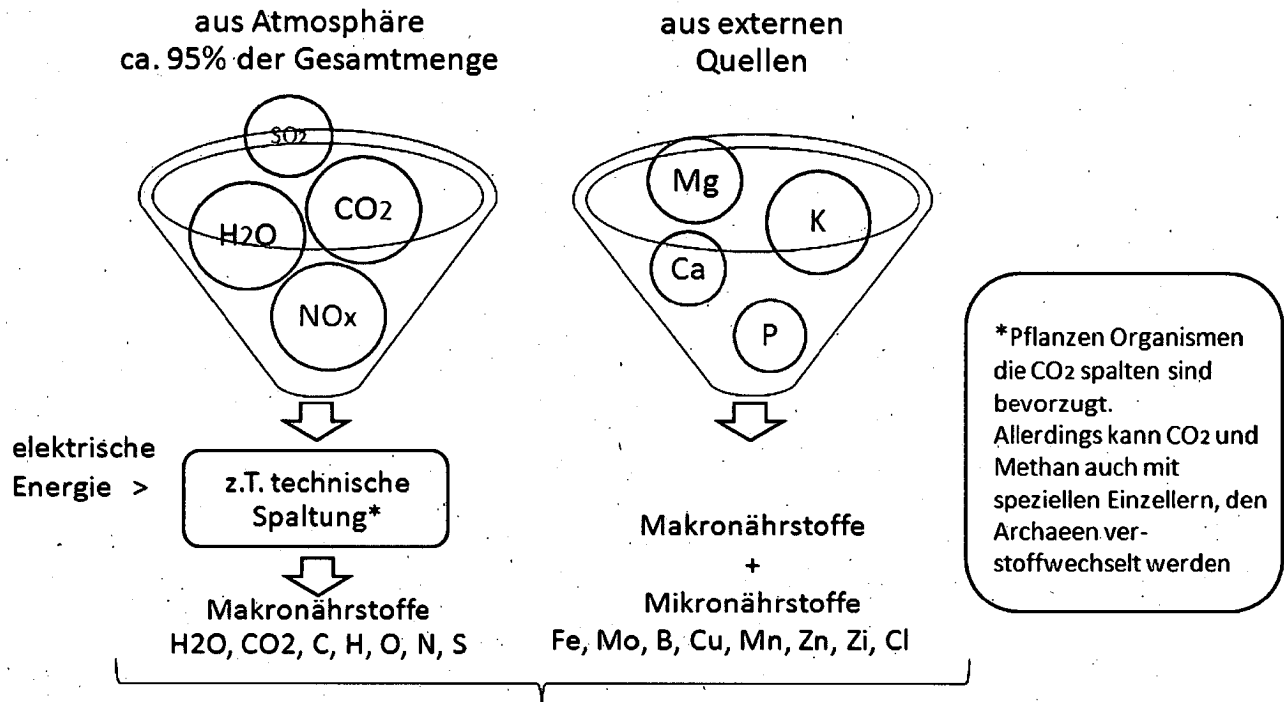 aus Atmosphäre
ca. 95% der Gesamtmenge
SO2
H2O
CO2
NOx
elektrische
Energie >
z.T. technische
Spaltung*
Makronährstoffe
H2O, CO2, C, H, O, N, S
aus externen
Quellen
Mg
K
Ca
P
Makronährstoffe
+
Mikronährstoffe
Fe, Mo, B, Cu, Mn, Zn, Zi, Cl
*Pflanzen Organismen
die CO2 spalten sind
bevorzugt.
Allerdings kann CO2 und
Methan auch mit
speziellen Einzellern, den
Archaeen ver-
stoffwechselt werden